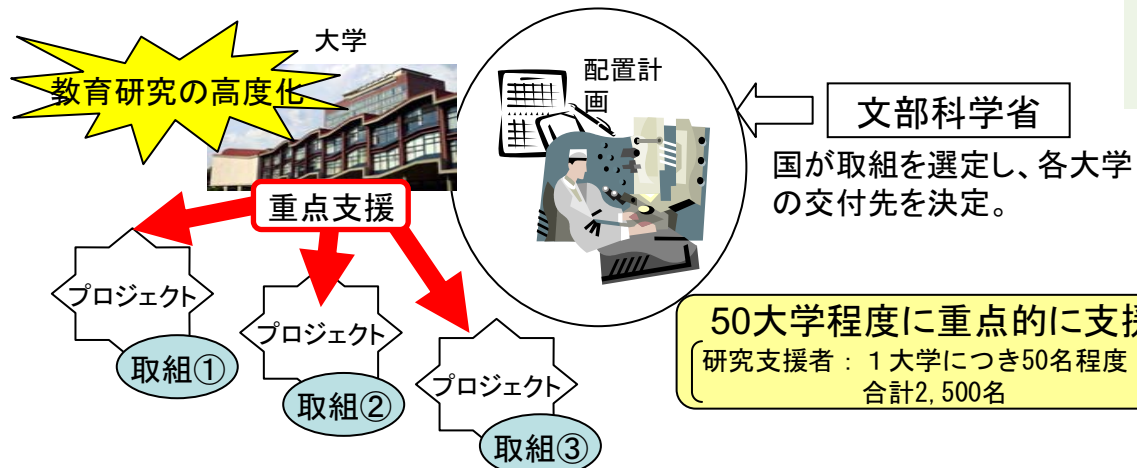 大学
教育研究の高度化
配置計
画
文部科学省
国が取組を選定し、各大学
の交付先を決定。
重点支援
プロジェクト
取組①
プロジェクト
取組②
プロジェクト
取組③
50大学程度に重点的に支援
研究支援者：１大学につき50名程度
合計2,500名